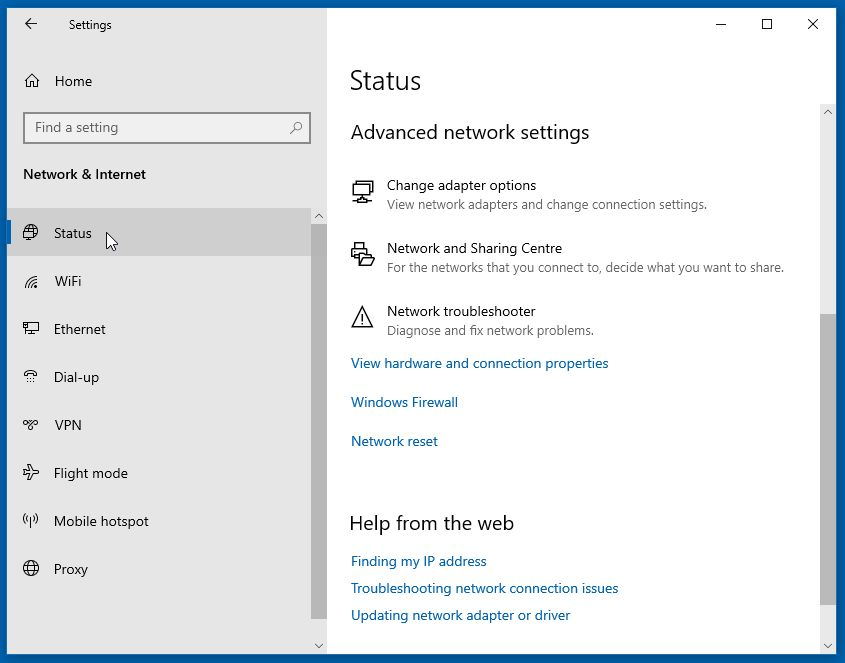 Settings
Home
Find a setting
Network & Internet
Status
WiFi
Ethernet
Dial-up
VPN
Flight mode
Mobile hotspot
Proxy
Status
Advanced network settings
Change adapter options
View network adapters and change connection settings.
Network and Sharing Centre
For the networks that you connect to, decide what you want to share.
Network troubleshooter
Diagnose and fix network problems.
View hardware and connection properties
Windows Firewall
Network reset
Help from the web
Finding my IP address
Troubleshooting network connection issues
Updating network adapter or driver